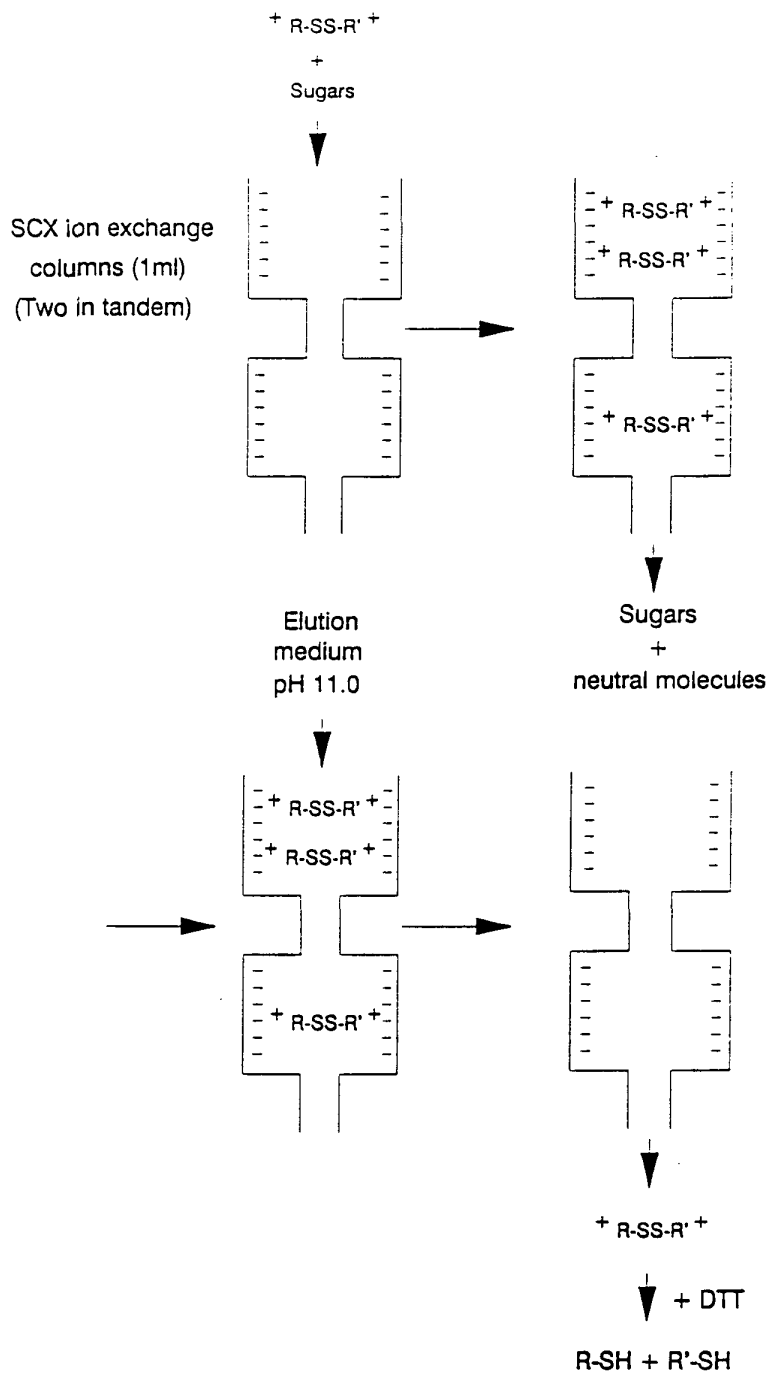 + R-SS-R' +
+
Sugars
SCX ion exchange
columns (1ml)
(Two in tandem)
+ R-SS-R' +
+ R-SS-R' +
+ R-SS-R' +
Sugars
+
neutral molecules
Elution
medium
pH 11.0
+ R-SS-R' +
+ R-SS-R' +
+ R-SS-R' +
+ R-SS-R' +
+ DTT
R-SH + R'-SH